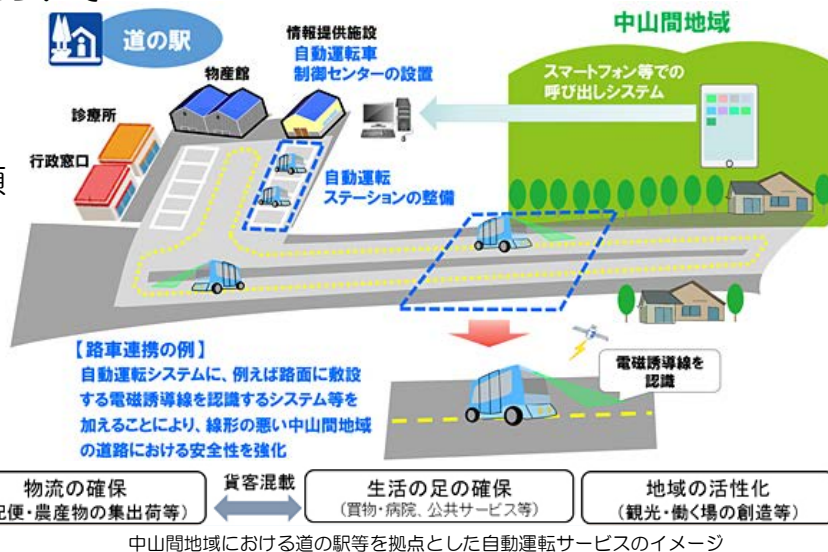 道の駅
情報提供施設
自動運転車
制御センターの設置
中山間地域
スマートフォン等での
呼び出しシステム
物産館
診療所
行政窓口
自動運転
ステーションの整備
【路車連携の例】
自動運転システムに、例えば路面に敷設
する電磁誘導線を認識するシステム等を
加えることにより、線形の悪い中山間地域
の道路における安全性を強化
電磁誘導線を
認識
物流の確保
配便・農産物の集出荷等）
貨客混載
生活の足の確保
（買物・病院、公共サービス等）
地域の活性化
（観光・働く場の創造等）
中山間地域における道の駅等を拠点とした自動運転サービスのイメージ